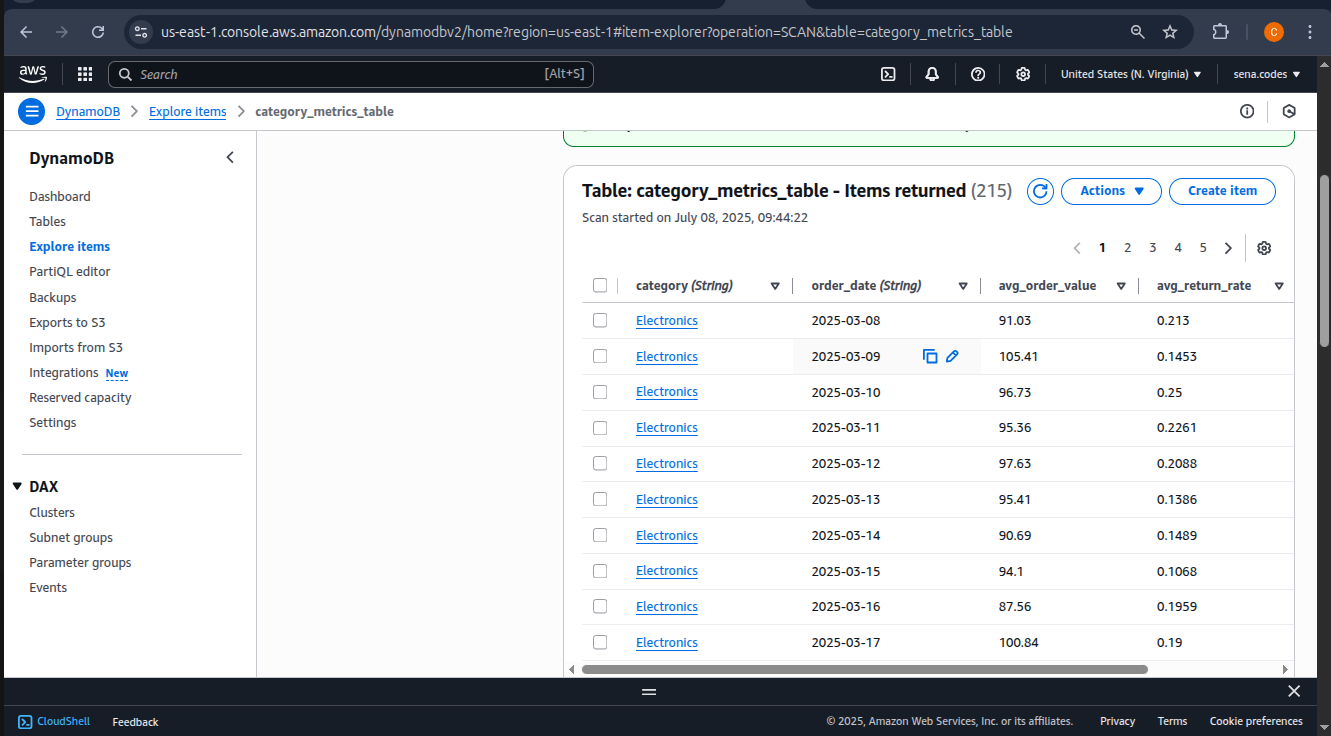 us-east-1.console.aws.amazon.com/dynamodbv2/home?region=us-east-1#item-explorer?operation=SCAN&table=category_metrics_table
C
aws
Search
[Alt+S]
United States (N. Virginia)
sena.codes
DynamoDB
Explore items
category_metrics_table
DynamoDB
Dashboard
Tables
Explore items
PartiQL editor
Backups
Exports to S3
Imports from S3
Integrations New
Reserved capacity
Settings
DAX
Clusters
Subnet groups
Parameter groups
Events
Table: category_metrics_table - Items returned (215)
Actions
Create item
Scan started on July 08, 2025, 09:44:22
1 2 3 4 5
category (String) order_date (String) avg_order_value avg_return_rate
Electronics 2025-03-08 91.03 0.213
Electronics 2025-03-09 105.41 0.1453
Electronics 2025-03-10 96.73 0.25
Electronics 2025-03-11 95.36 0.2261
Electronics 2025-03-12 97.63 0.2088
Electronics 2025-03-13 95.41 0.1386
Electronics 2025-03-14 90.69 0.1489
Electronics 2025-03-15 94.1 0.1068
Electronics 2025-03-16 87.56 0.1959
Electronics 2025-03-17 100.84 0.19
CloudShell
Feedback
© 2025, Amazon Web Services, Inc. or its affiliates.
Privacy
Terms
Cookie preferences